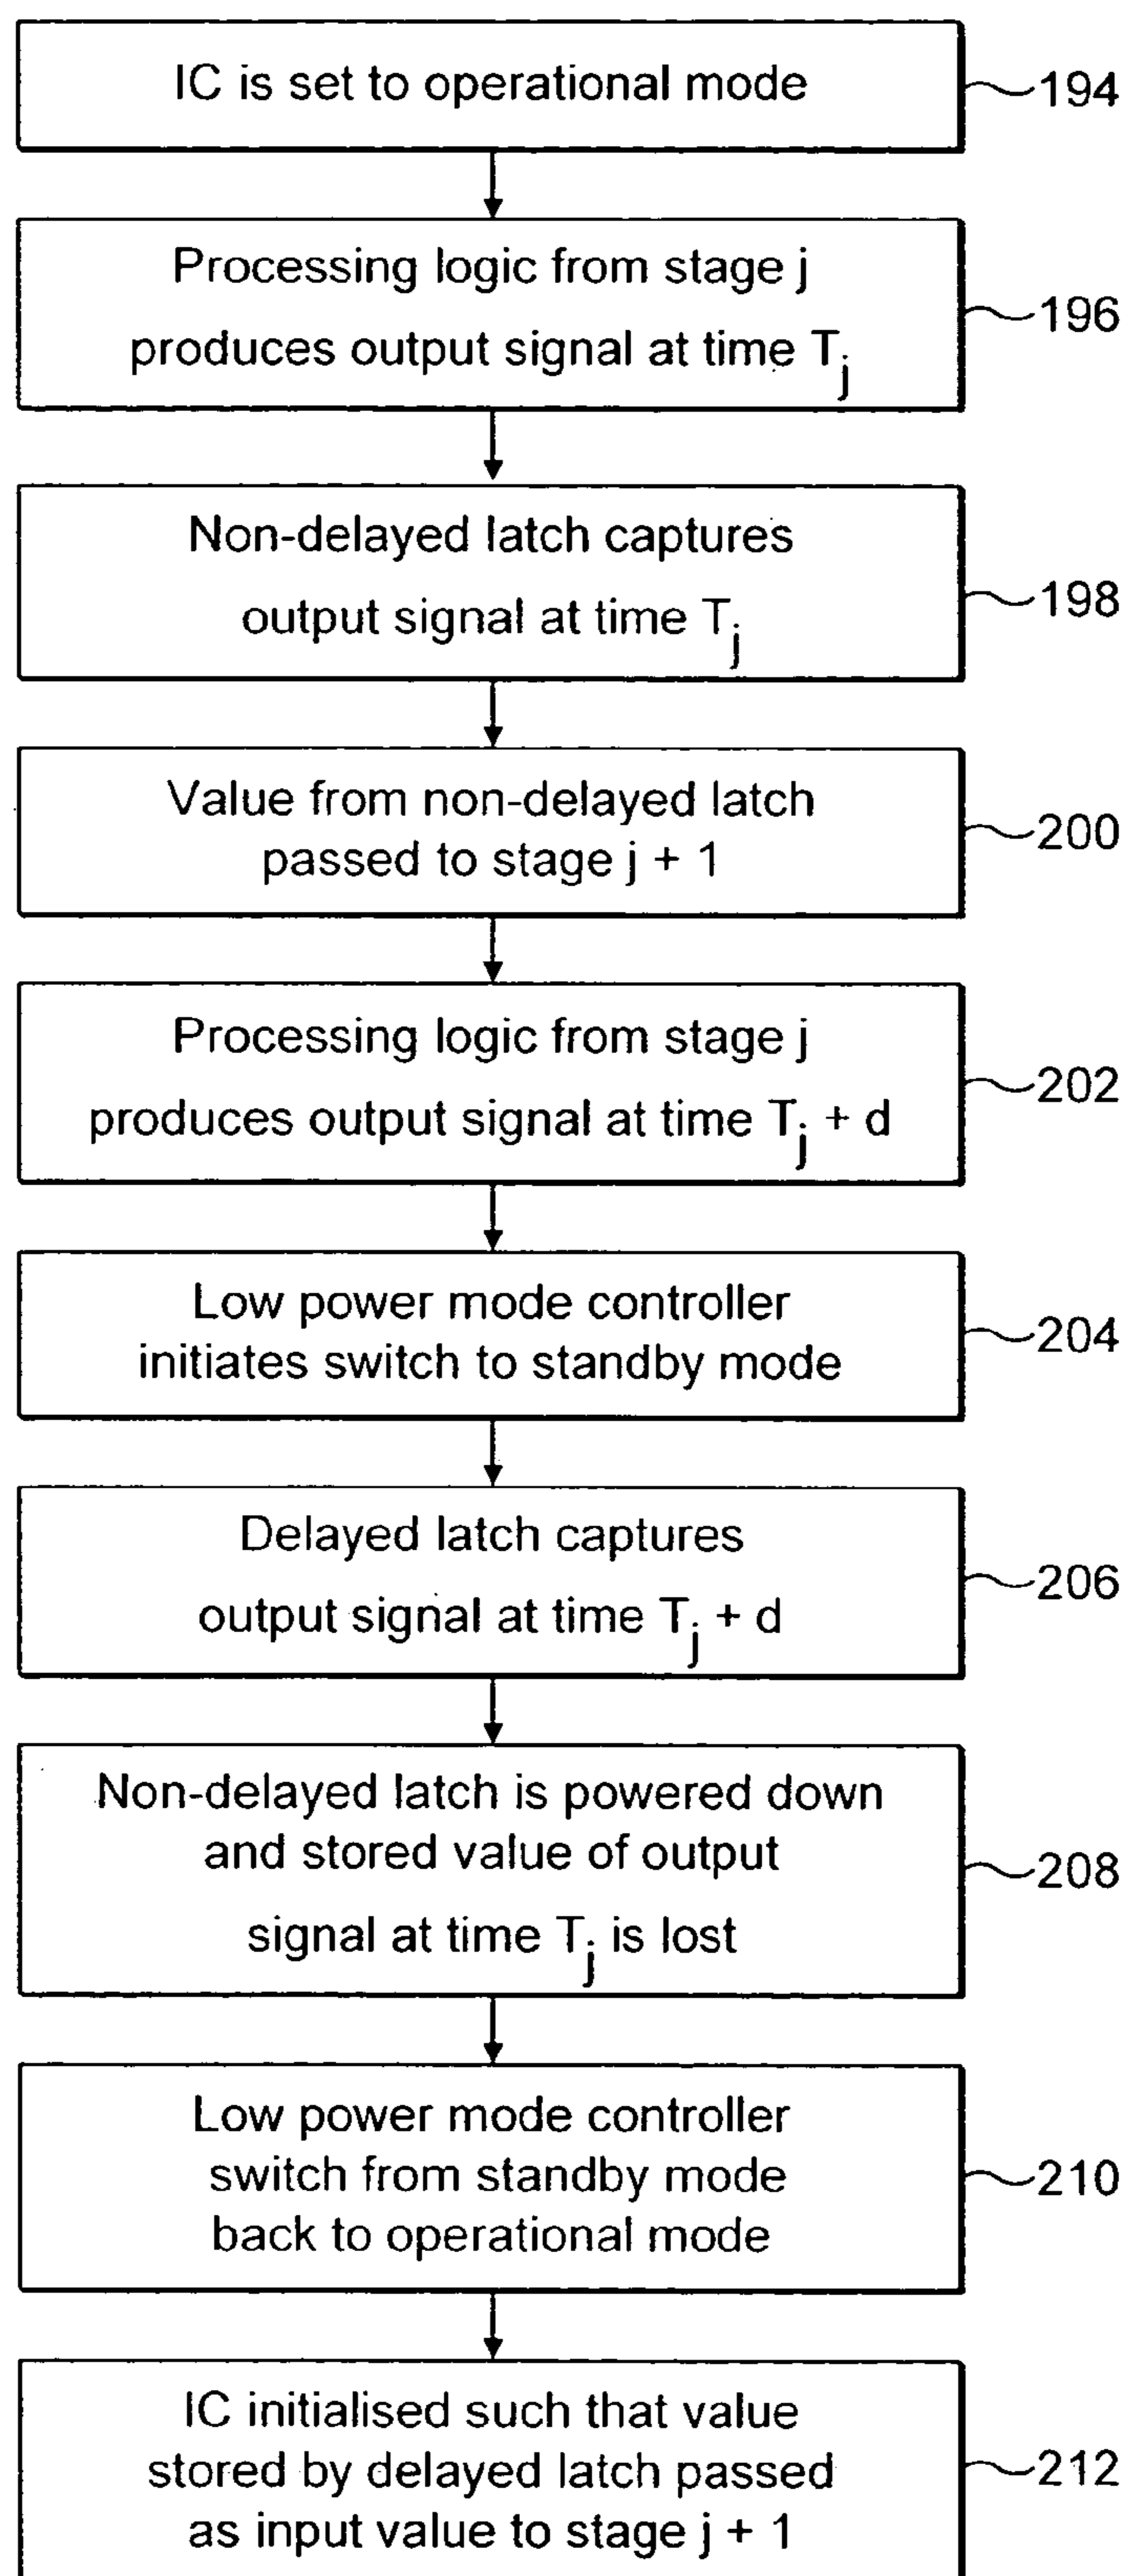 IC is set to operational mode
194
Processing logic from stage j
produces output signal at time Tj
196
Non-delayed latch captures
output signal at time Tj
198
Value from non-delayed latch
passed to stage j + 1
200
Processing logic from stage j
produces output signal at time Tj + d
202
Low power mode controller
initiates switch to standby mode
204
Delayed latch captures
output signal at time Tj + d
206
Non-delayed latch is powered down
and stored value of output
signal at time Tj is lost
208
Low power mode controller
switch from standby mode
back to operational mode
210
IC initialised such that value
stored by delayed latch passed
as input value to stage j + 1
212